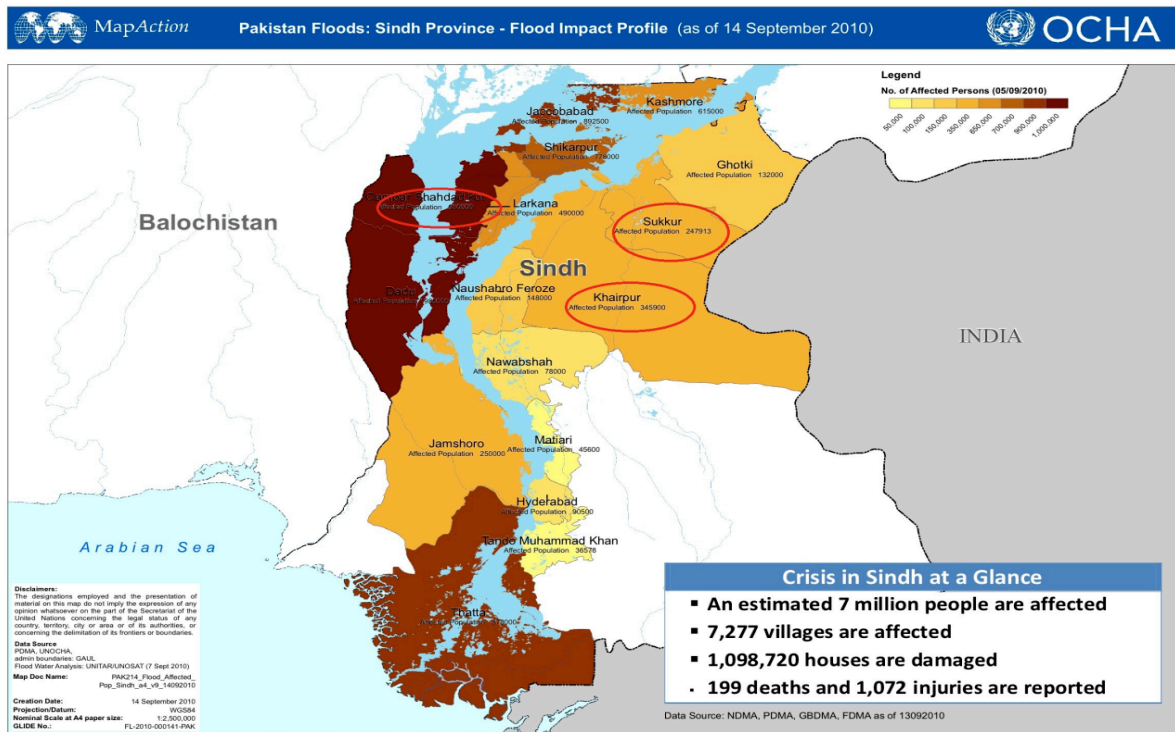 MapAction
Pakistan Floods: Sindh Province - Flood Impact Profile (as of 14 September 2010)
OCHA
Legend
No. of Affected Persons (05/09/2010)
50,000
100,000
150,000
350,000
650,000
700,000
900,000
1,000,000
Jacobabad
Affected Population 892500
Kashmore
Affected Population 615000
Shikarpur
Affected Population 778000
Ghotki
Affected Population 132000
Shahdadkot
Affected Population
Larkana
Affected Population 490000
Sukkur
Affected Population 247913
Balochistan
Sindh
Dadu
Affected Population
Naushahro Feroze
Affected Population 148000
Khairpur
Affected Population 345900
INDIA
Nawabshah
Affected Population 78000
Jamshoro
Affected Population 250000
Matiari
Affected Population 45600
Hyderabad
Affected Population 90500
Tando Muhammad Khan
Affected Population 36578
Arabian Sea
Thatta
Affected Population
Disclaimers:
The designations employed and the presentation of
material on this map do not imply the expression of any
opinion whatsoever on the part of the Secretariat of the
United Nations concerning the legal status of any
country, territory, city or area or of its authorities, or
concerning the delimitation of its frontiers or boundaries.
Data Source
PDMA, UNOCHA,
admin boundaries: GAUL
Flood Water Analysis: UNITAR/UNOSAT (7 Sept 2010)
Map Doc Name: PAK214_Flood_Affected_
Pop_Sindh_a4_v9_14092010
Creation Date: 14 September 2010
Projection/Datum: WGS84
Nominal Scale at A4 paper size: 1:2,500,000
GLIDE No.: FL-2010-000141-PAK
Crisis in Sindh at a Glance
▪ An estimated 7 million people are affected
▪ 7,277 villages are affected
▪ 1,098,720 houses are damaged
▪ 199 deaths and 1,072 injuries are reported
Data Source: NDMA, PDMA, GBDMA, FDMA as of 13092010